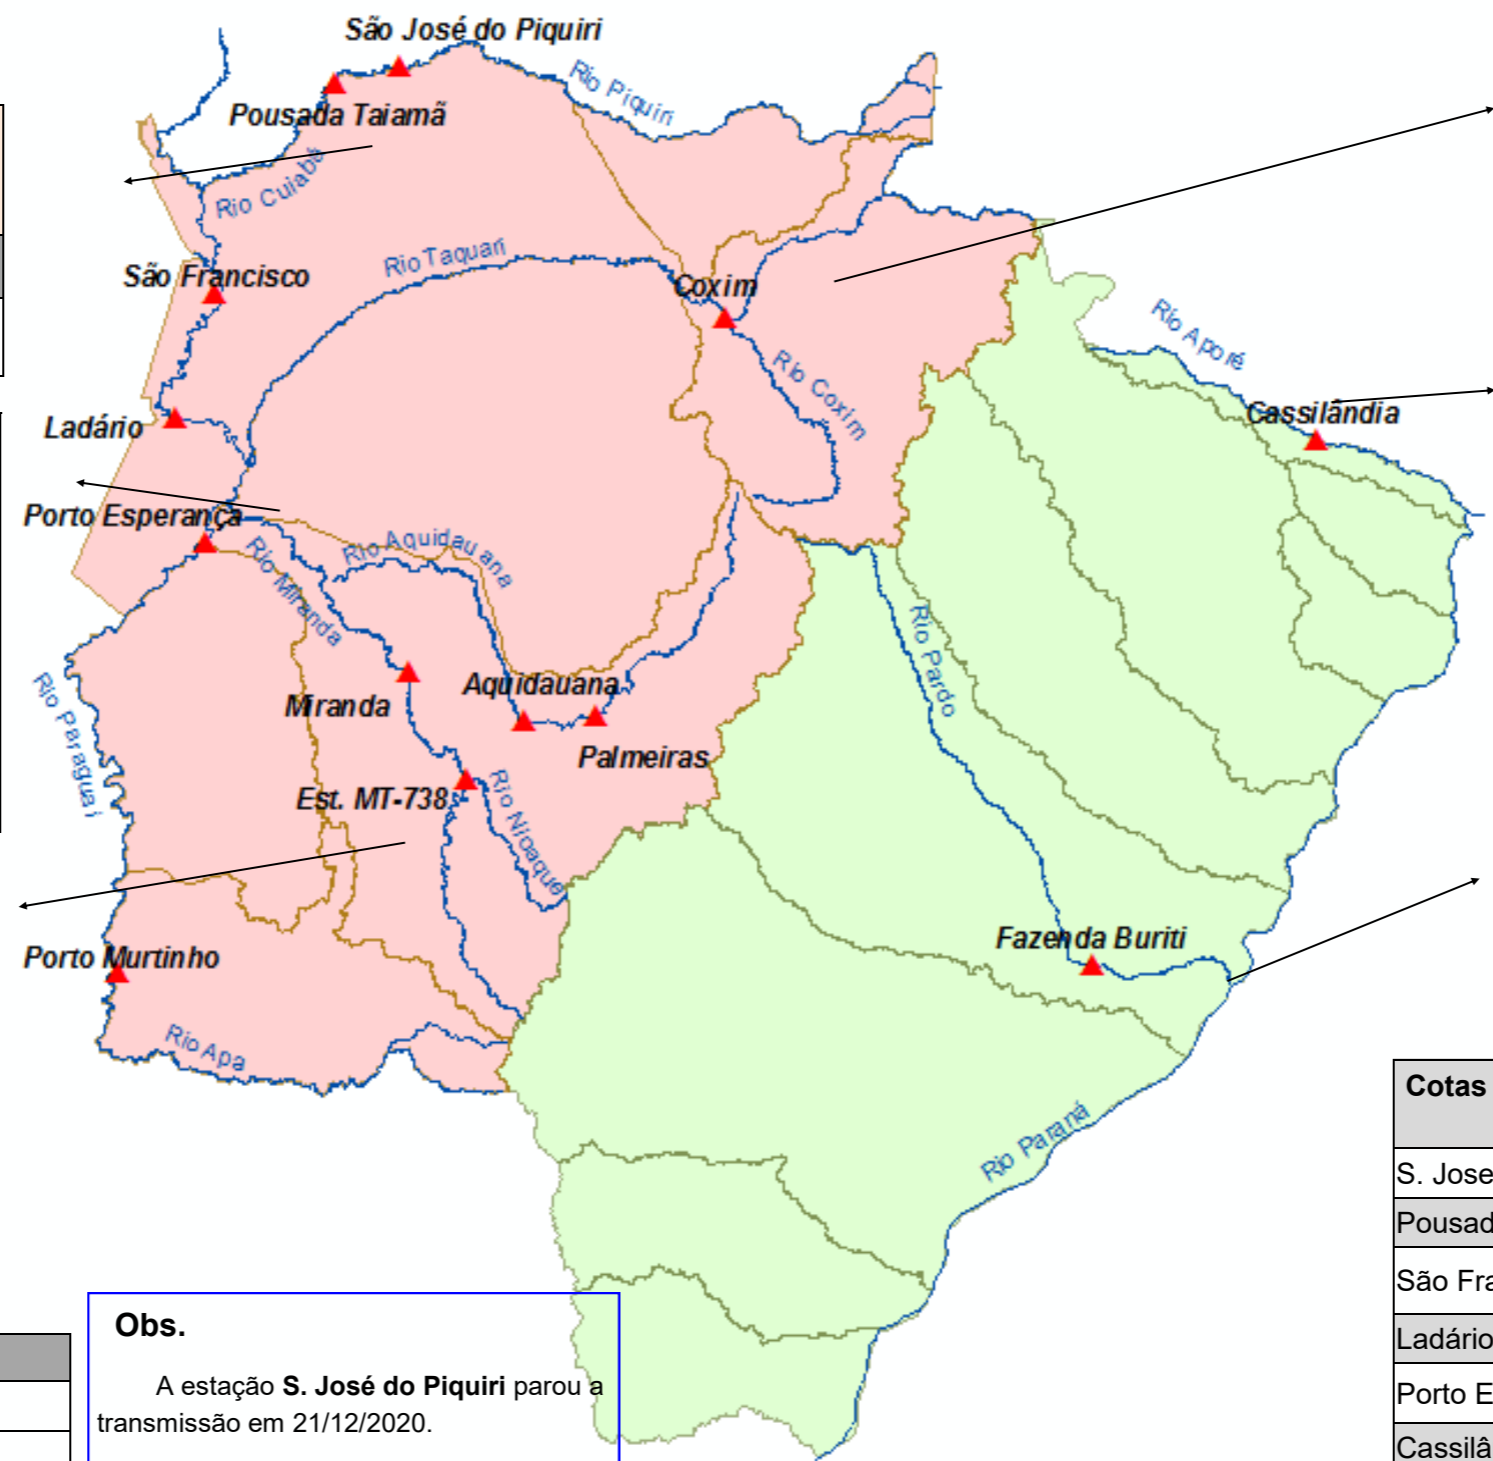 São José do Piquiri
Rio Piquiri
Pousada Taiamã
Rio Cuiabá
Rio Taquari
São Francisco
Coxim
Rio Aporé
Rio Coxim
Cassilândia
Ladário
Porto Esperança
Rio Aquidauana
Rio Miranda
Rio Pardo
Rio Paraguai
Miranda
Aquidauana
Palmeiras
Est. MT-738
Rio Nioaque
Fazenda Buriti
Porto Murtinho
Rio Apa
Rio Paraná
Cotas
S. Jose
Pousad
São Fra
Ladário
Porto E
Cassilâ
Obs.
A estação S. José do Piquiri parou a
transmissão em 21/12/2020.